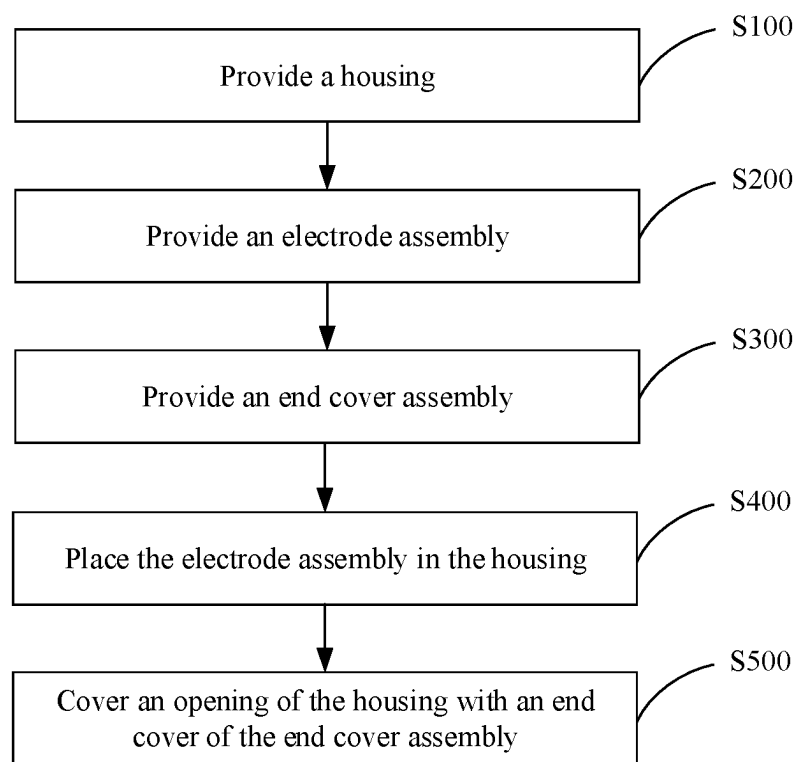 S100
Provide a housing
S200
Provide an electrode assembly
S300
Provide an end cover assembly
S400
Place the electrode assembly in the housing
S500
Cover an opening of the housing with an end
cover of the end cover assembly